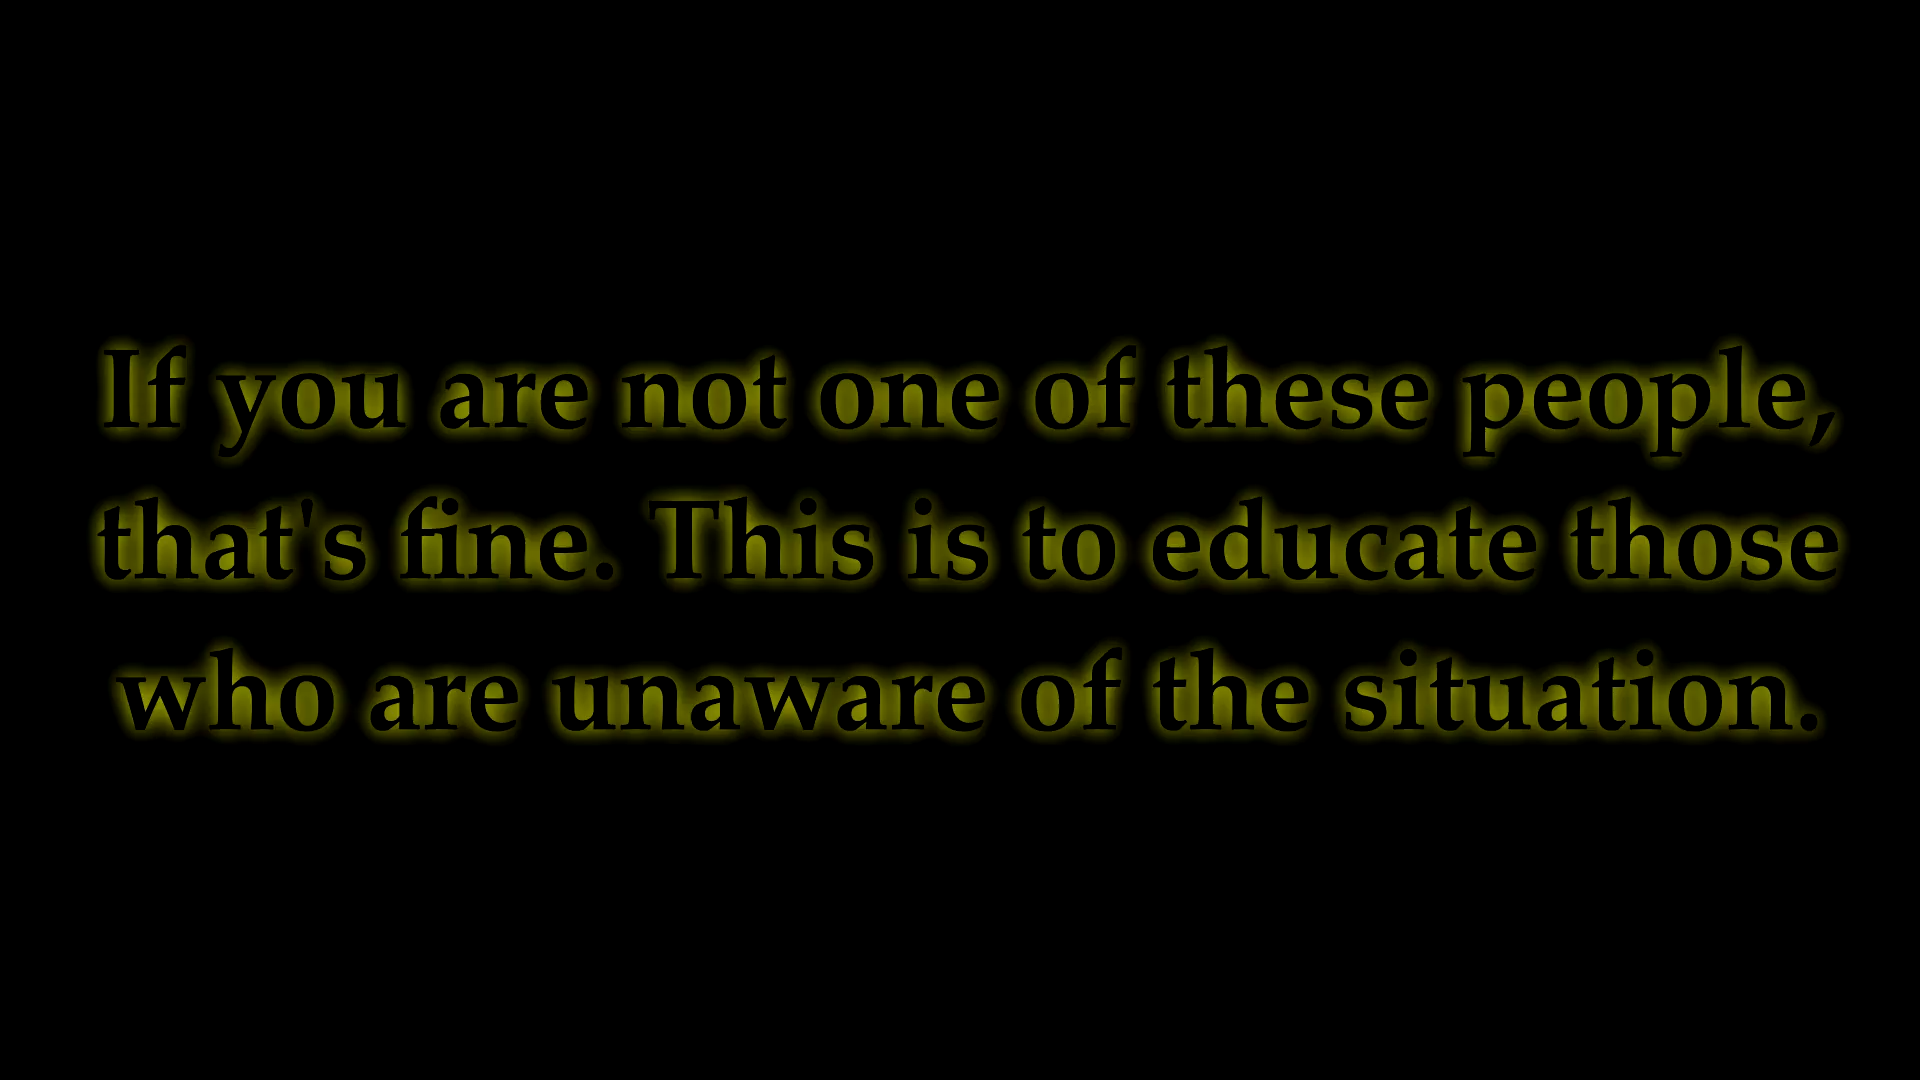 If you are not one of these people,
that's fine. This is to educate those
who are unaware of the situation.